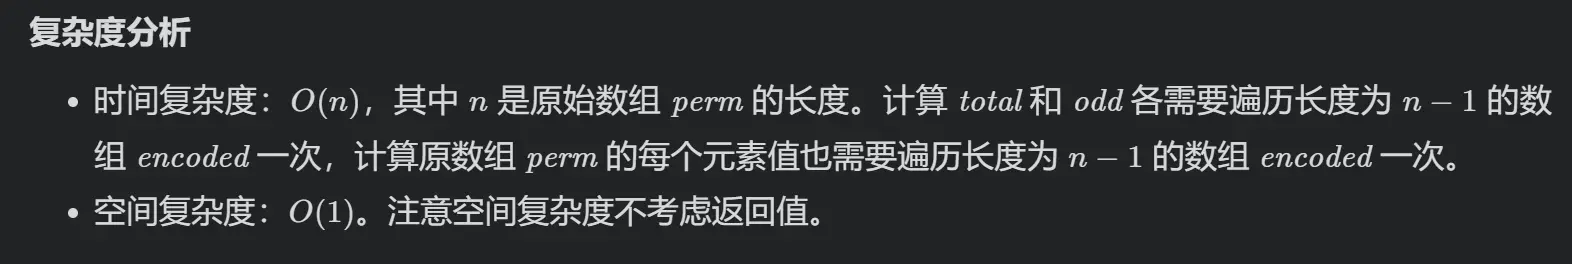 复杂度分析
• 时间复杂度：O(n)，其中 n 是原始数组 perm 的长度。计算 total 和 odd 各需要遍历长度为 n − 1 的数
组 encoded 一次，计算原数组 perm 的每个元素值也需要遍历长度为 n − 1 的数组 encoded 一次。
• 空间复杂度：O(1)。注意空间复杂度不考虑返回值。